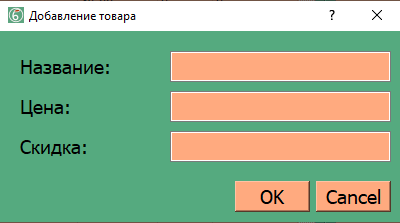 Добавление товара
Название:
Цена:
Скидка:
OK Cancel